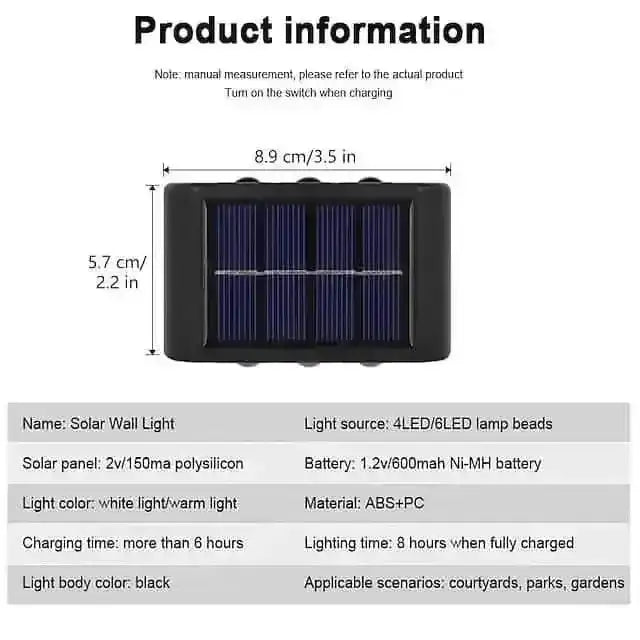 Product information
Note: manual measurement, please refer to the actual product
Turn on the switch when charging
8.9 cm/3.5 in
5.7 cm/
2.2 in
Name: Solar Wall Light
Light source: 4LED/6LED lamp beads
Solar panel: 2v/150ma polysilicon
Battery: 1.2v/600mah Ni-MH battery
Light color: white light/warm light
Material: ABS+PC
Charging time: more than 6 hours
Lighting time: 8 hours when fully charged
Light body color: black
Applicable scenarios: courtyards, parks, gardens